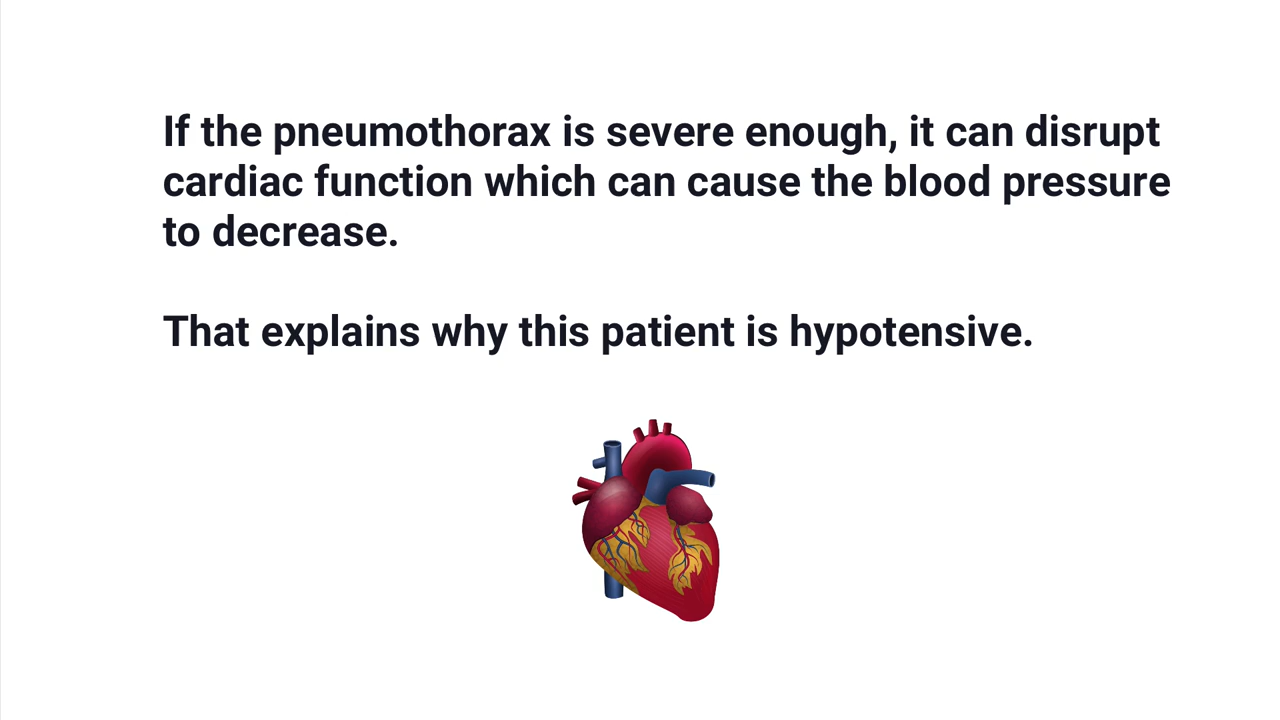 If the pneumothorax is severe enough, it can disrupt
cardiac function which can cause the blood pressure
to decrease.
That explains why this patient is hypotensive.